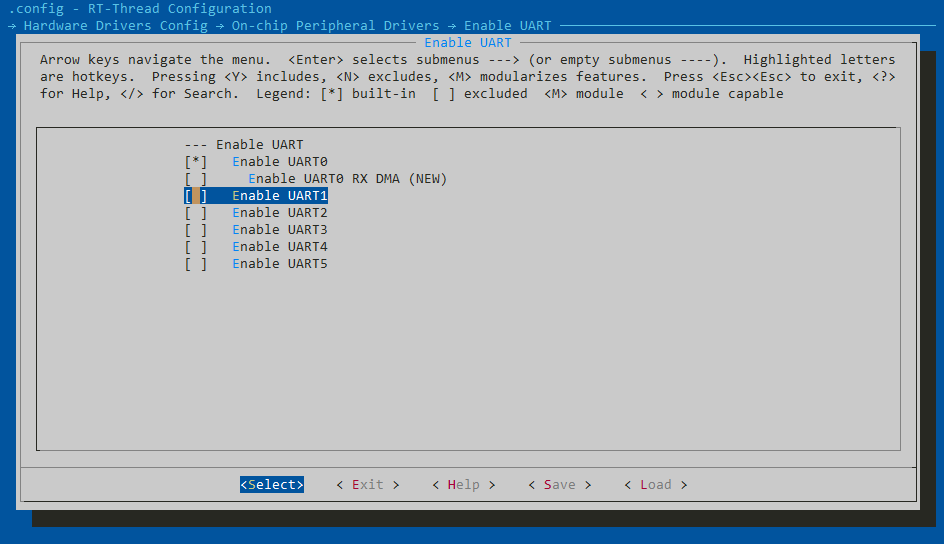 .config - RT-Thread Configuration
→ Hardware Drivers Config → On-chip Peripheral Drivers → Enable UART
Enable UART
Arrow keys navigate the menu.  <Enter> selects submenus ---> (or empty submenus ----).  Highlighted letters
are hotkeys.  Pressing <Y> includes, <N> excludes, <M> modularizes features.  Press <Esc><Esc> to exit, <?>
for Help, </> for Search.  Legend: [*] built-in  [ ] excluded  <M> module  < > module capable
--- Enable UART
[*]   Enable UART0
[ ]     Enable UART0 RX DMA (NEW)
[ ]   Enable UART1
[ ]   Enable UART2
[ ]   Enable UART3
[ ]   Enable UART4
[ ]   Enable UART5
<Select>    < Exit >    < Help >    < Save >    < Load >